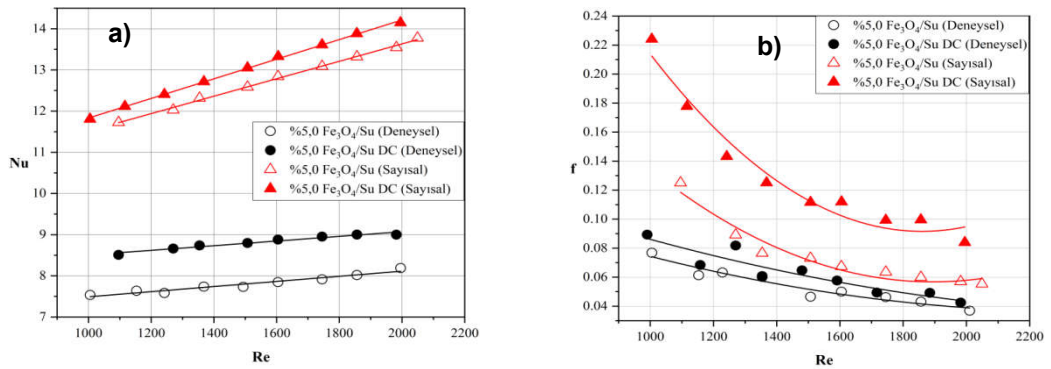 a)
14
13
12
11
10
9
8
7
Nu
%5,0 Fe₃O₄/Su (Deneysel)
%5,0 Fe₃O₄/Su DC (Deneysel)
%5,0 Fe₃O₄/Su (Sayısal)
%5,0 Fe₃O₄/Su DC (Sayısal)
1000 1200 1400 1600 1800 2000 2200
Re
b)
0.24
0.22
0.20
0.18
0.16
0.14
0.12
0.10
0.08
0.06
0.04
f
%5,0 Fe₃O₄/Su (Deneysel)
%5,0 Fe₃O₄/Su DC (Deneysel)
%5,0 Fe₃O₄/Su (Sayısal)
%5,0 Fe₃O₄/Su DC (Sayısal)
1000 1200 1400 1600 1800 2000 2200
Re